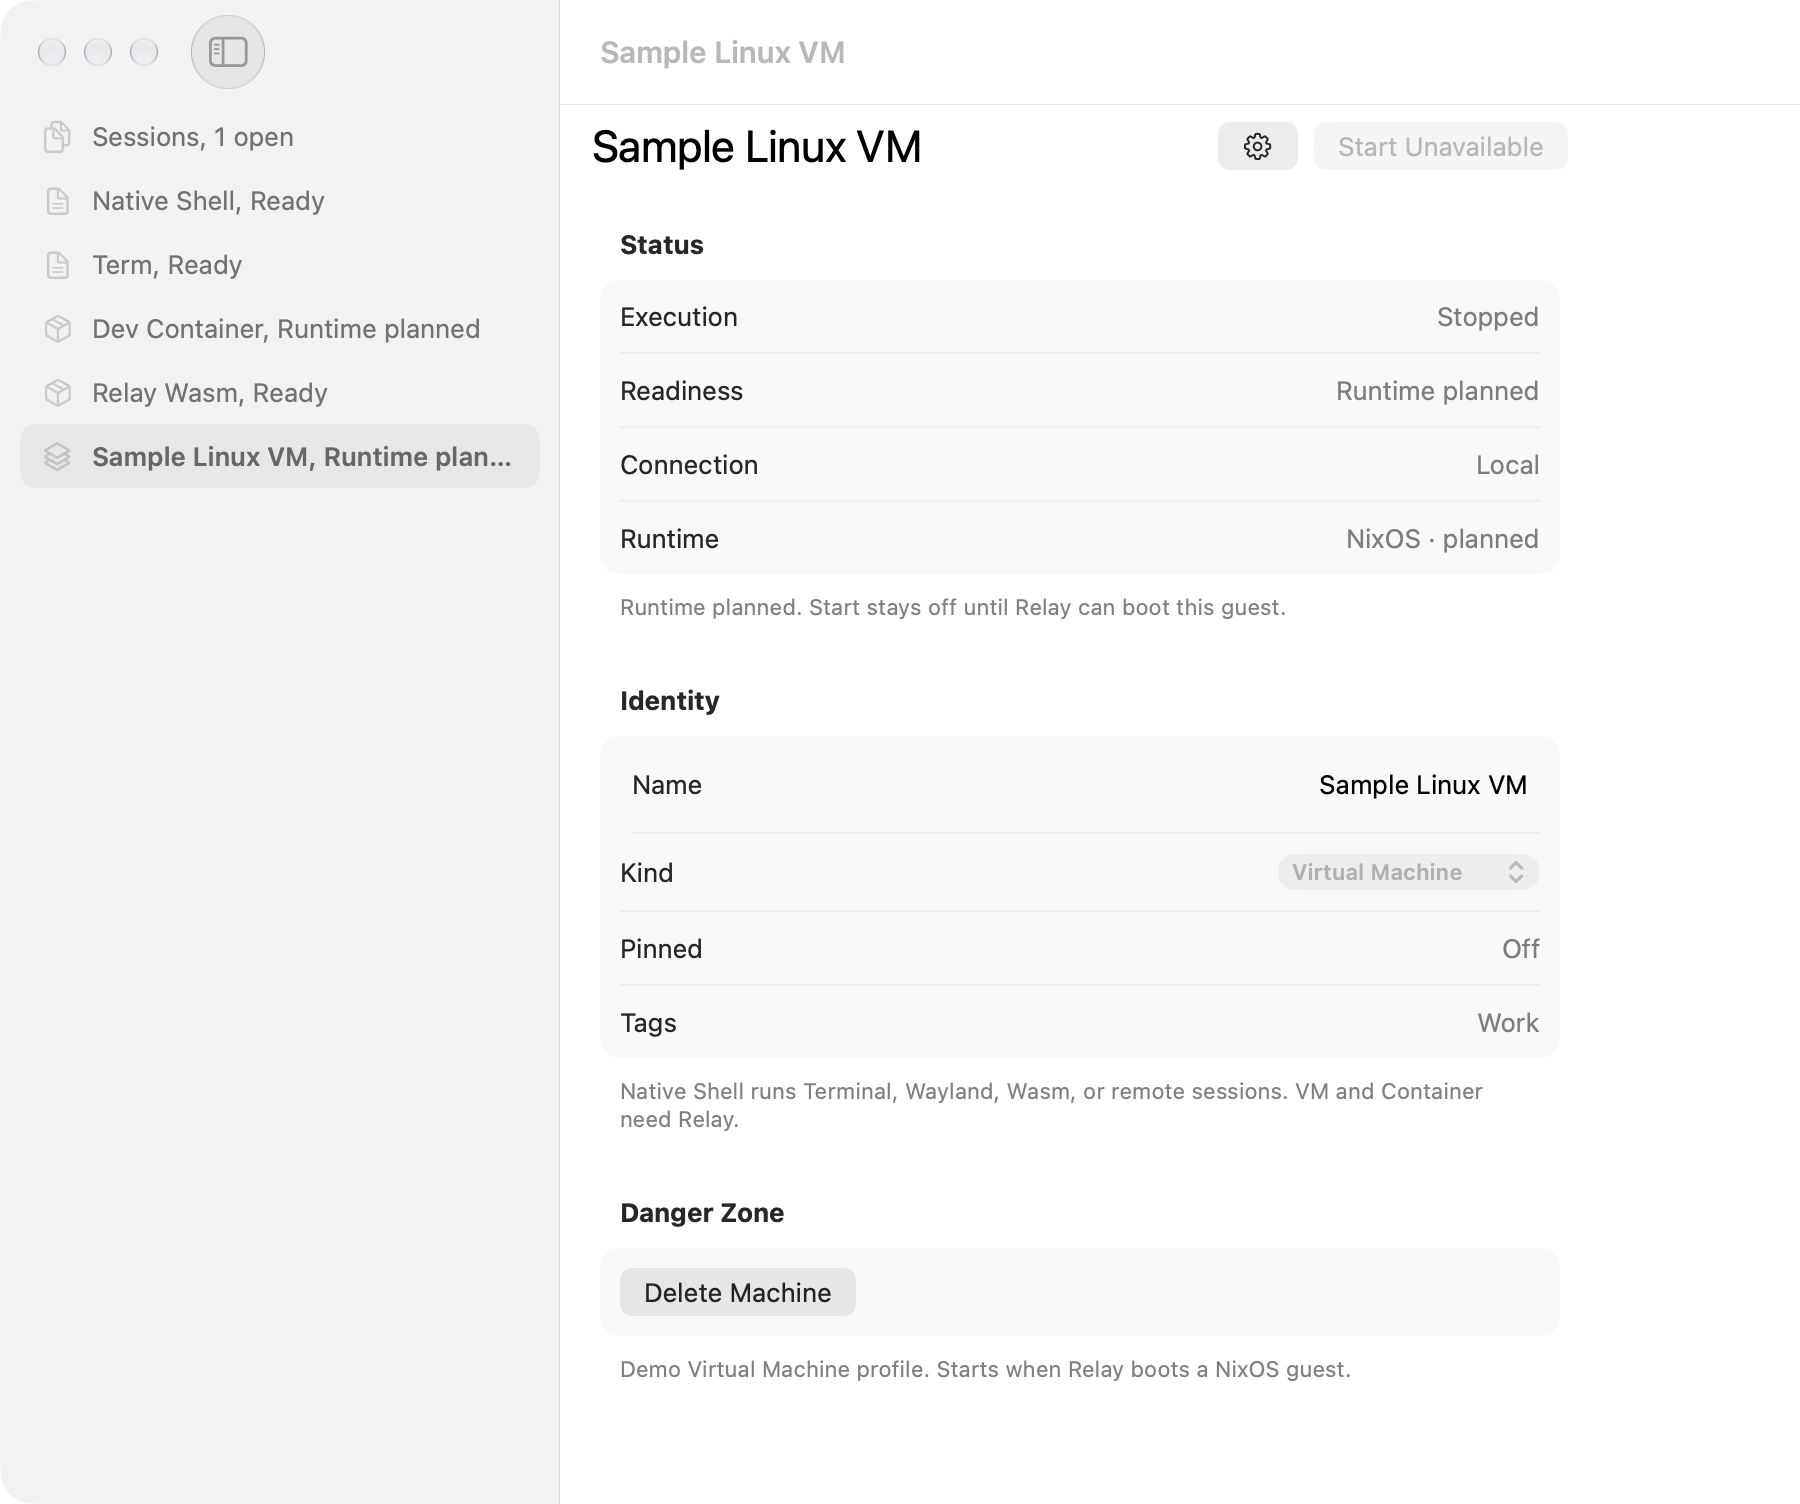 Sample Linux VM
Sessions, 1 open
Native Shell, Ready
Term, Ready
Dev Container, Runtime planned
Relay Wasm, Ready
Sample Linux VM, Runtime plan...
Sample Linux VM
Start Unavailable
Status
Execution Stopped
Readiness Runtime planned
Connection Local
Runtime NixOS · planned
Runtime planned. Start stays off until Relay can boot this guest.
Identity
Name Sample Linux VM
Kind Virtual Machine
Pinned Off
Tags Work
Native Shell runs Terminal, Wayland, Wasm, or remote sessions. VM and Container
need Relay.
Danger Zone
Delete Machine
Demo Virtual Machine profile. Starts when Relay boots a NixOS guest.